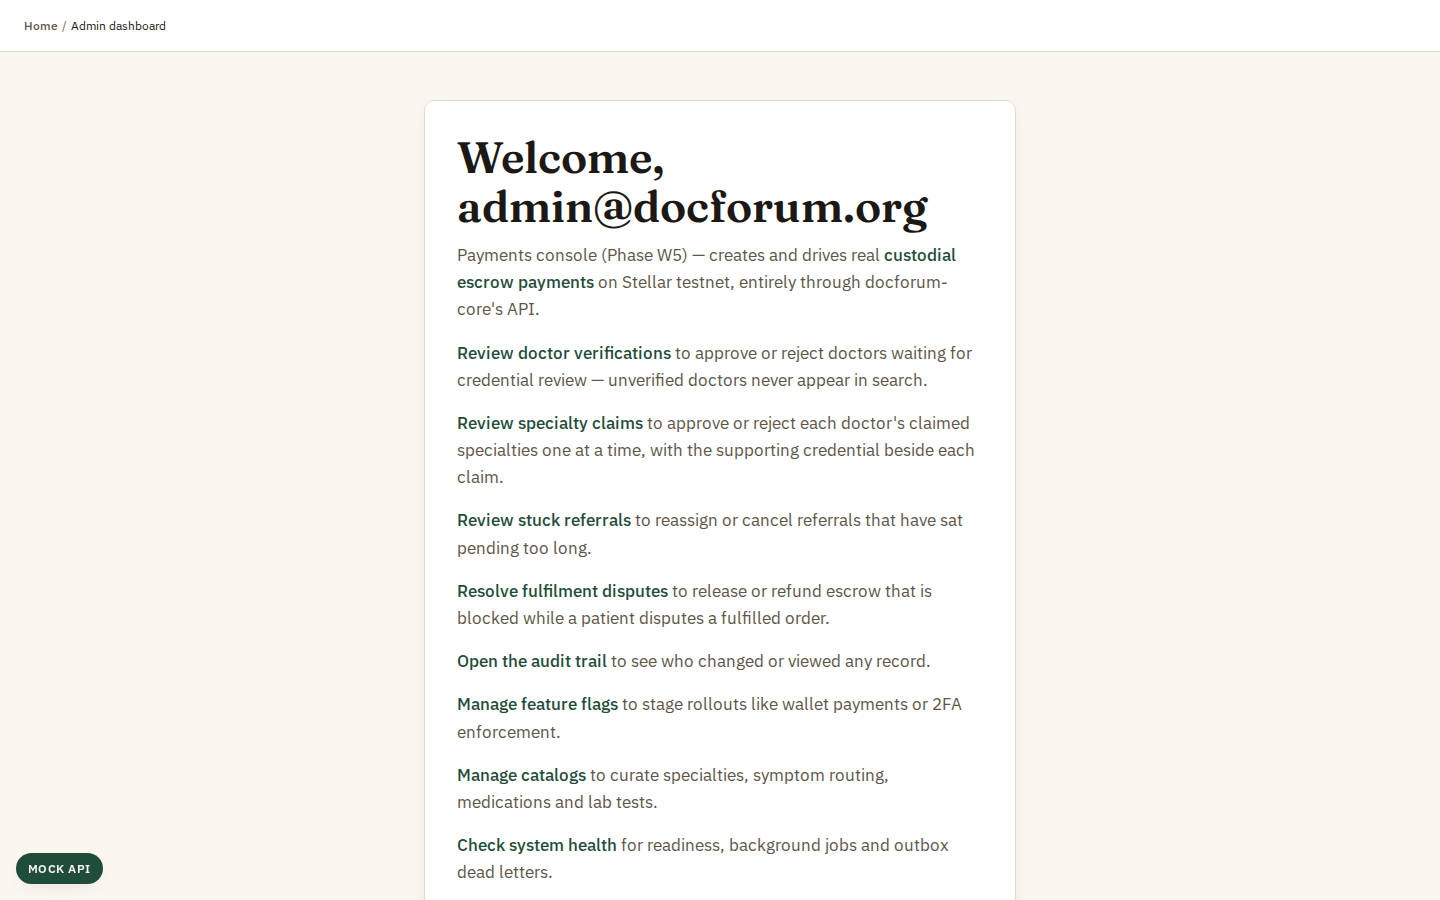 Home / Admin dashboard
Welcome,
admin@docforum.org
Payments console (Phase W5) — creates and drives real custodial
escrow payments on Stellar testnet, entirely through docforum-
core's API.
Review doctor verifications to approve or reject doctors waiting for
credential review — unverified doctors never appear in search.
Review specialty claims to approve or reject each doctor's claimed
specialties one at a time, with the supporting credential beside each
claim.
Review stuck referrals to reassign or cancel referrals that have sat
pending too long.
Resolve fulfilment disputes to release or refund escrow that is
blocked while a patient disputes a fulfilled order.
Open the audit trail to see who changed or viewed any record.
Manage feature flags to stage rollouts like wallet payments or 2FA
enforcement.
Manage catalogs to curate specialties, symptom routing,
medications and lab tests.
Check system health for readiness, background jobs and outbox
dead letters.
MOCK API